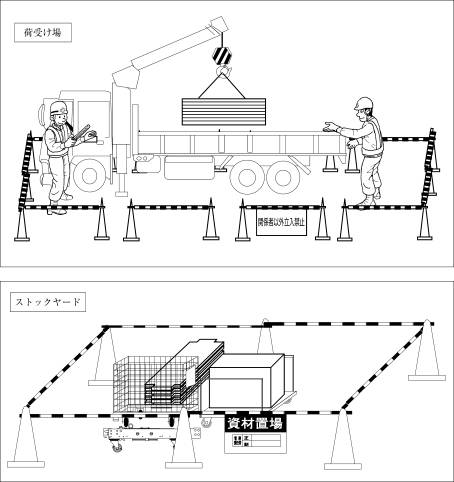 荷受け場
関係者以外立入禁止
ストックヤード
資材置場